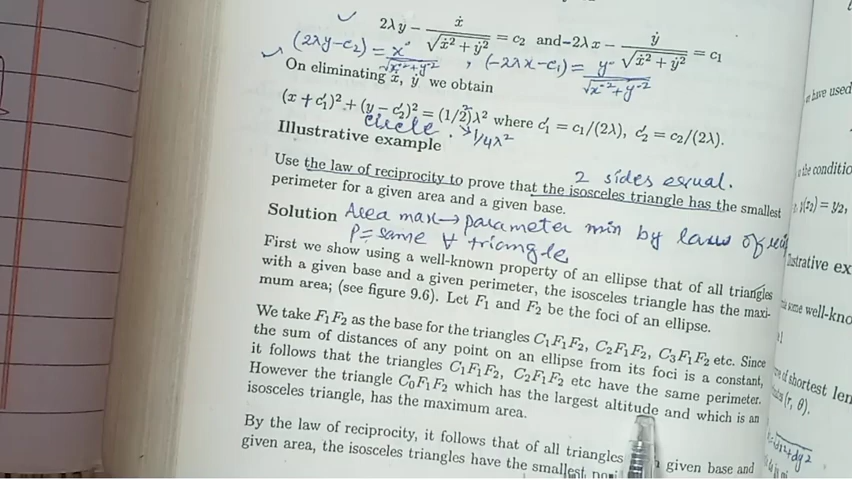 2λy − ẋ/√(ẋ² + ẏ²) = c₂ and −2λx − ẏ/√(ẋ² + ẏ²) = c₁
(2λy−c₂) = x°/√(x°² + y°²) , (−2λx−c₁) = y°/√(x°² + y°²)
On eliminating ẋ, ẏ we obtain
(x + c₁′)² + (y − c₂′)² = (1/2)λ² where c₁′ = c₁/(2λ), c₂′ = c₂/(2λ).
circle. → 1/4λ²
Illustrative example
2 sides equal.
Use the law of reciprocity to prove that the isosceles triangle has the smallest
perimeter for a given area and a given base.
Solution Area max → parameter min by laws of
P = same ∀ triangle
First we show using a well-known property of an ellipse that of all triangles
with a given base and a given perimeter, the isosceles triangle has the maxi-
mum area; (see figure 9.6). Let F₁ and F₂ be the foci of an ellipse.
We take F₁F₂ as the base for the triangles C₁F₁F₂, C₂F₁F₂, C₃F₁F₂ etc. Since
the sum of distances of any point on an ellipse from its foci is a constant,
it follows that the triangles C₁F₁F₂, C₂F₁F₂ etc have the same perimeter.
However the triangle C₀F₁F₂ which has the largest altitude and which is an
isosceles triangle, has the maximum area.
By the law of reciprocity, it follows that of all triangles given base and
given area, the isosceles triangles have the smallest
have used
the conditio
y(x₂) = y₂,
ustrative ex
some well-kno
of shortest len
(r, θ).
dx² + dy²